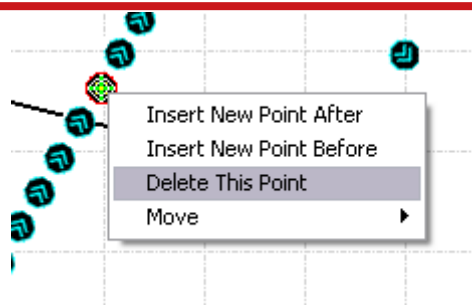 Insert New Point After
Insert New Point Before
Delete This Point
Move